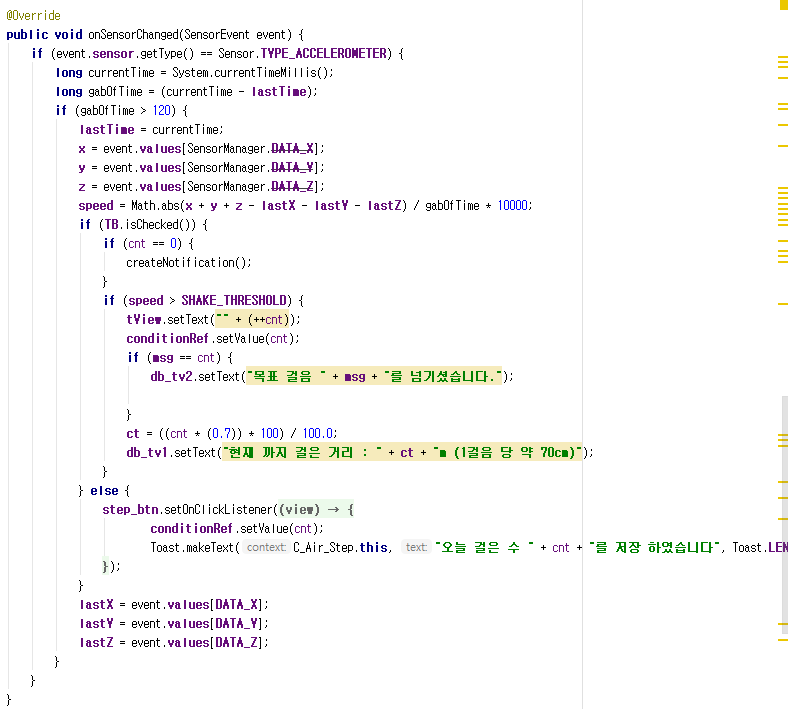 @Override
public void onSensorChanged(SensorEvent event) {
if (event.sensor.getType() == Sensor.TYPE_ACCELEROMETER) {
long currentTime = System.currentTimeMillis();
long gabOfTime = (currentTime - lastTime);
if (gabOfTime > 120) {
lastTime = currentTime;
x = event.values[SensorManager.DATA_X];
y = event.values[SensorManager.DATA_Y];
z = event.values[SensorManager.DATA_Z];
speed = Math.abs(x + y + z - lastX - lastY - lastZ) / gabOfTime * 10000;
if (TB.isChecked()) {
if (cnt == 0) {
createNotification();
}
if (speed > SHAKE_THRESHOLD) {
tView.setText("" + (++cnt));
conditionRef.setValue(cnt);
if (msg == cnt) {
db_tv2.setText("목표 걸음 " + msg + "를 넘기셨습니다.");
}
ct = ((cnt * (0.7)) * 100) / 100.0;
db_tv1.setText("현재 까지 걸은 거리 : " + ct + "m (1걸음 당 약 70cm)");
}
} else {
step_btn.setOnClickListener((view) → {
conditionRef.setValue(cnt);
Toast.makeText( context: C_Air_Step.this, text: "오늘 걸은 수 " + cnt + "를 저장 하였습니다", Toast.LEN
});
}
lastX = event.values[DATA_X];
lastY = event.values[DATA_Y];
lastZ = event.values[DATA_Z];
}
}
}